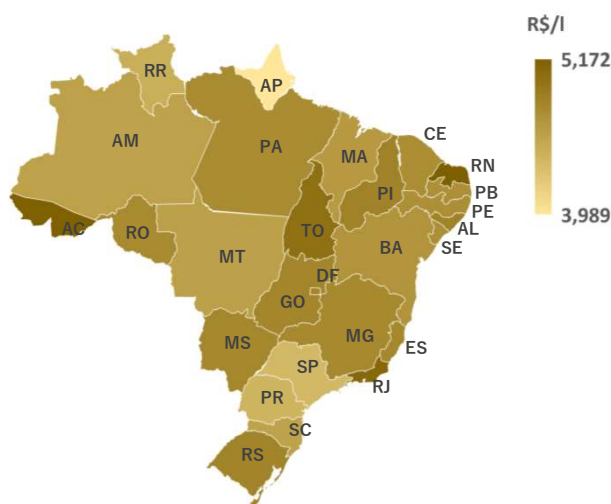 R$/l
5,172
3,989
RR
AP
AM
PA
MA
CE
RN
PI
PB
PE
AL
SE
AC
RO
TO
BA
MT
DF
GO
MG
MS
ES
SP
RJ
PR
SC
RS